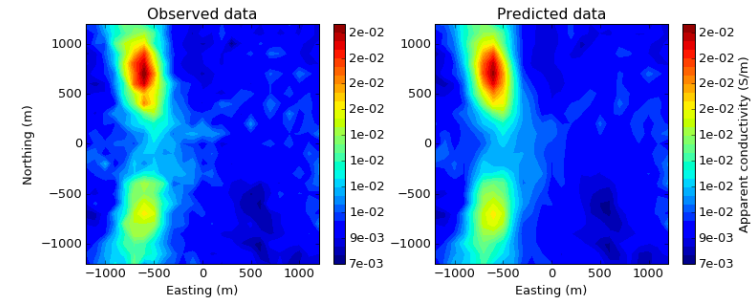 Observed data
Predicted data
1000
500
0
−500
−1000
Northing (m)
−1000 −500 0 500 1000
Easting (m)
2e-02
2e-02
2e-02
2e-02
1e-02
1e-02
1e-02
1e-02
9e-03
7e-03
1000
500
0
−500
−1000
−1000 −500 0 500 1000
Easting (m)
2e-02
2e-02
2e-02
2e-02
1e-02
1e-02
1e-02
1e-02
9e-03
7e-03
Apparent conductivity (S/m)